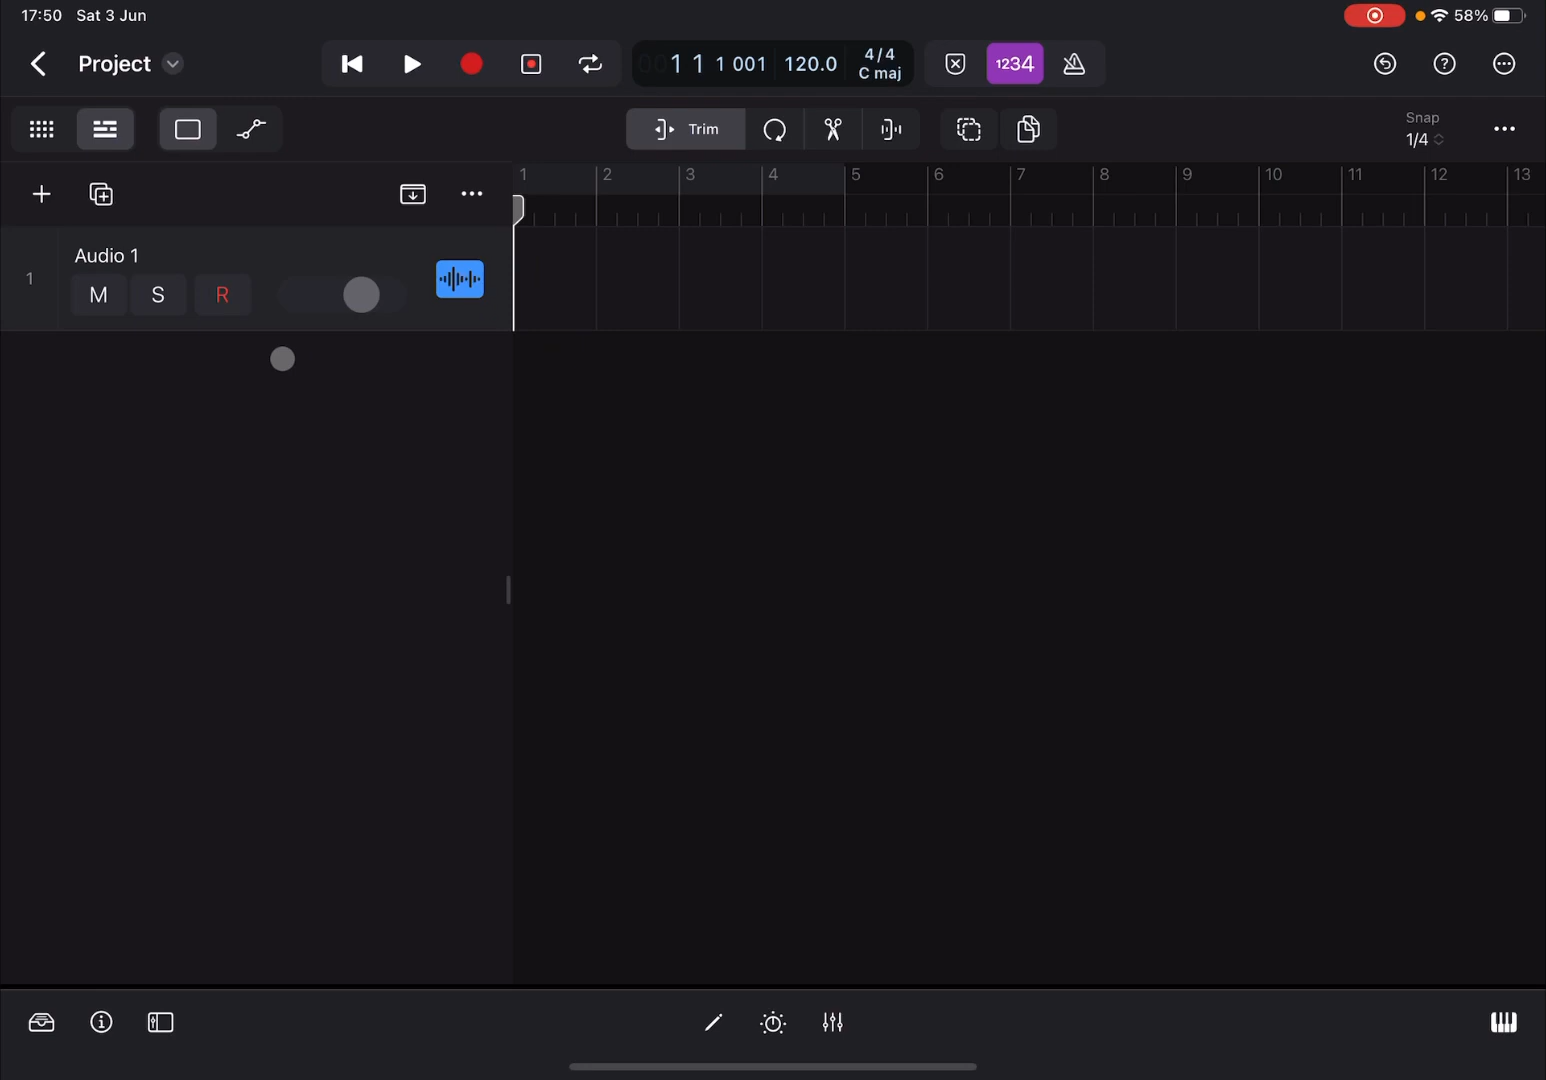 17:50 Sat 3 Jun
58%
Project
1 1 1 001 120.0 4/4 C maj
1234
Trim
Snap
1/4
1 2 3 4 5 6 7 8 9 10 11 12 13
1
Audio 1
M S R